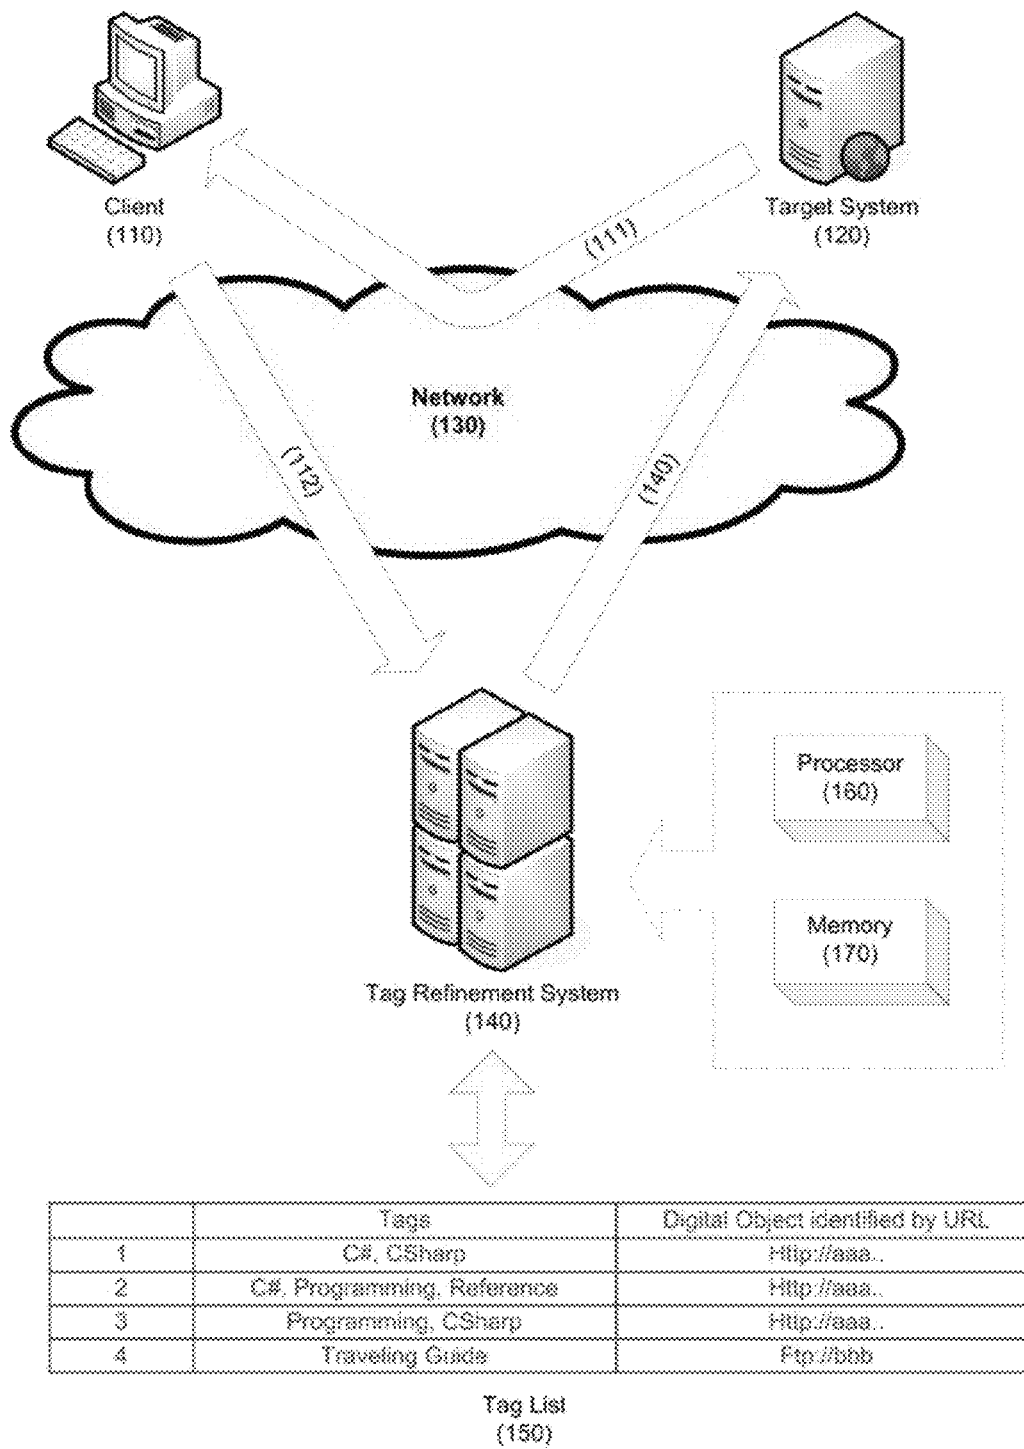 Client
(110)
Target System
(120)
(111)
Network
(130)
(112)
(140)
Processor
(160)
Memory
(170)
Tag Refinement System
(140)
Tags Digital Object identified by URL
1 C#, CSharp Http://aaa..
2 C#, Programming, Reference Http://aaa..
3 Programming, CSharp Http://aaa..
4 Traveling Guide Ftp://bbb
Tag List
(150)